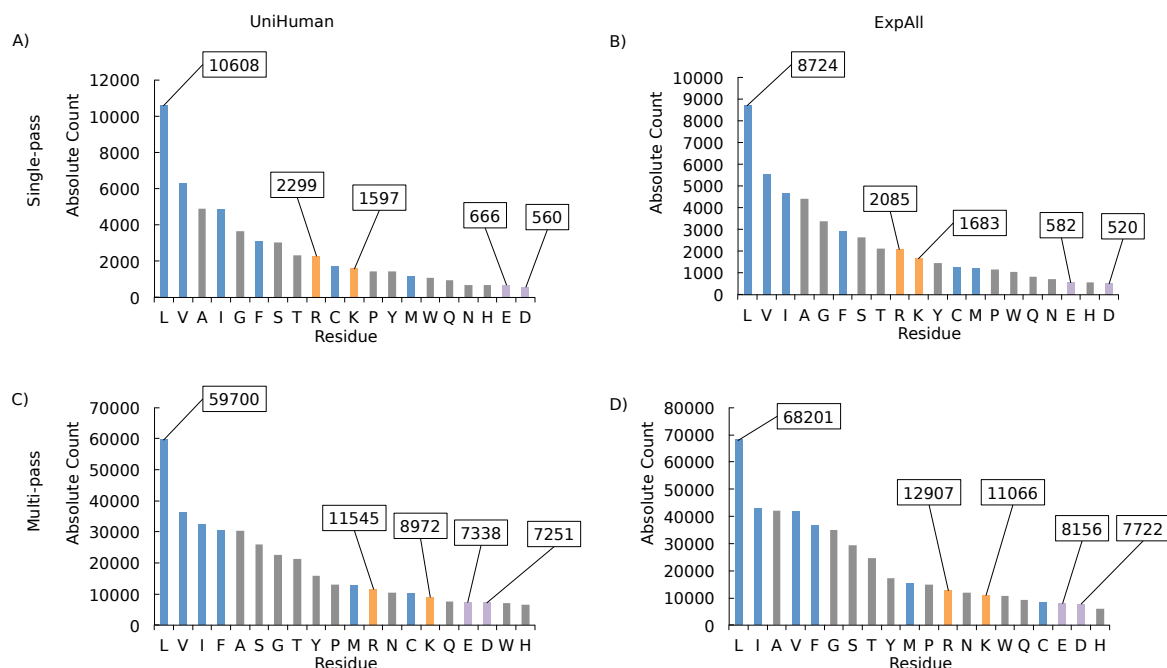 UniHuman
ExpAll
A)
Single-pass
Absolute Count
12000
10000
8000
6000
4000
2000
0
10608
2299
1597
666
560
L V A I G F S T R C K P Y M W Q N H E D
Residue
B)
Absolute Count
10000
9000
8000
7000
6000
5000
4000
3000
2000
1000
0
8724
2085
1683
582
520
L V I A G F S T R K Y C M P W Q N E H D
Residue
C)
Multi-pass
Absolute Count
70000
60000
50000
40000
30000
20000
10000
0
59700
11545
8972
7338
7251
L V I F A S G T Y P M R N C K Q E D W H
Residue
D)
Absolute Count
80000
70000
60000
50000
40000
30000
20000
10000
0
68201
12907
11066
8156
7722
L I A V F G S T Y M P R N K W Q C E D H
Residue